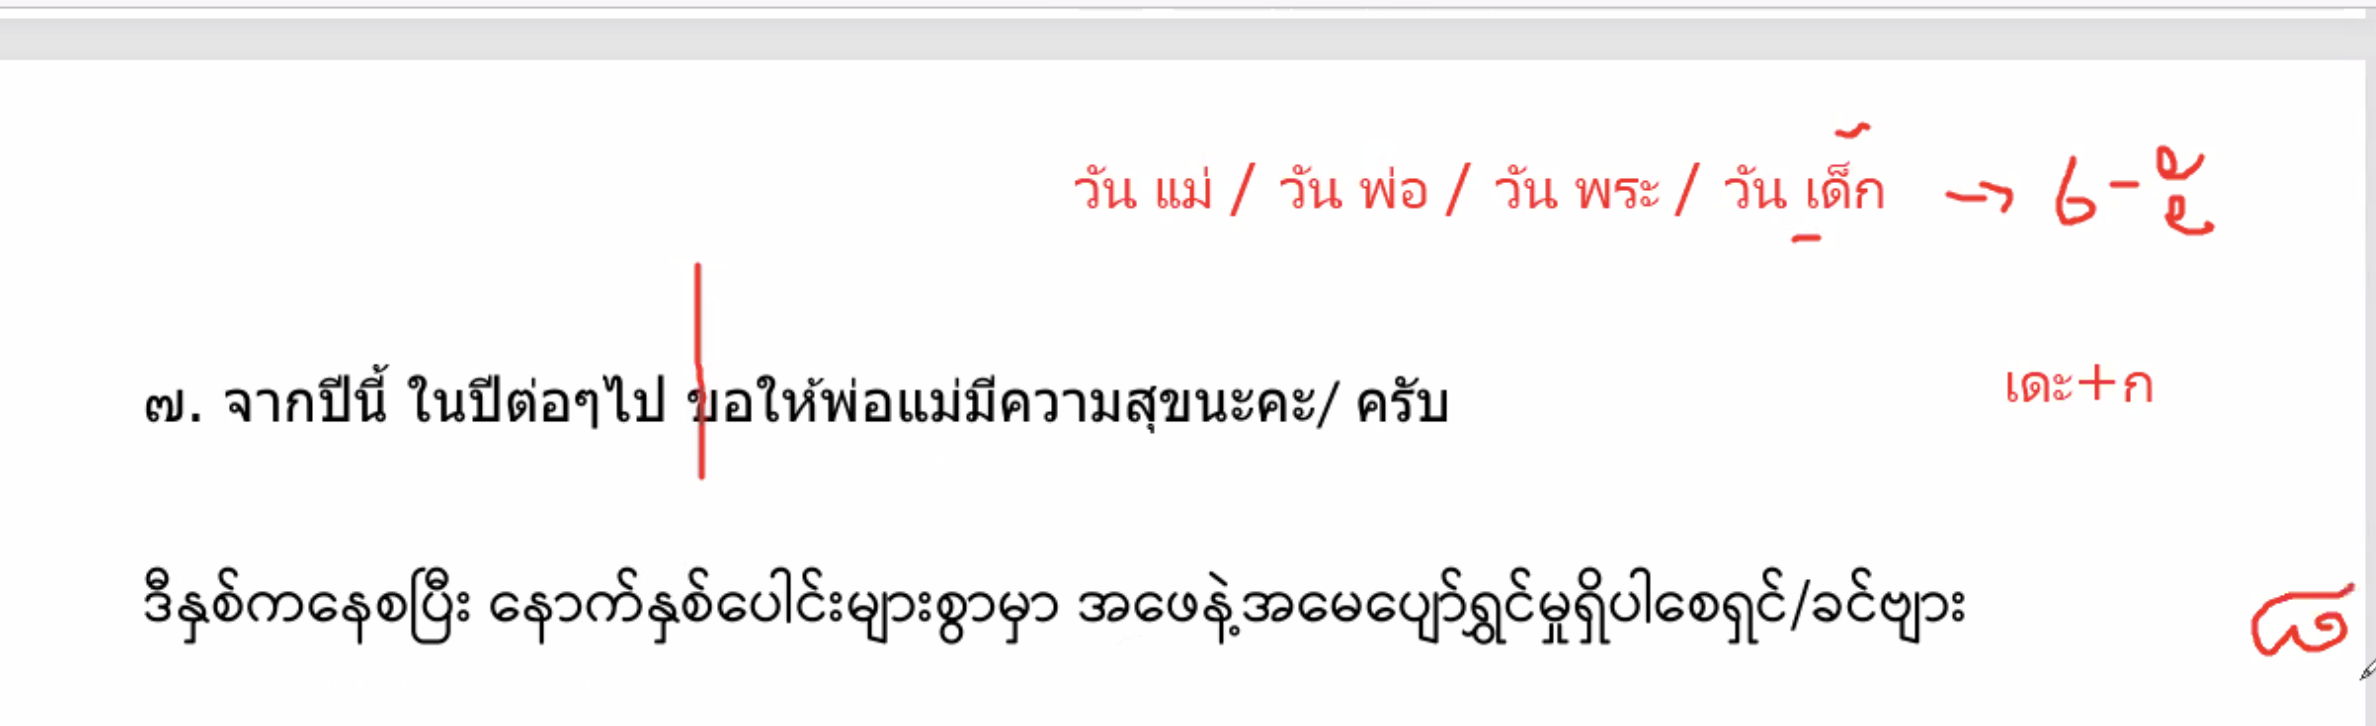 วัน แม่ / วัน พ่อ / วัน พระ / วัน เด็ก → เ-ะ
๗. จากปีนี้ ในปีต่อๆไป ขอให้พ่อแม่มีความสุขนะคะ/ ครับ
เดะ+ก
ဒီနှစ်ကနေစပြီး နောက်နှစ်ပေါင်းများစွာမှာ အဖေနဲ့အမေပျော်ရွှင်မှုရှိပါစေရှင်/ခင်ဗျား